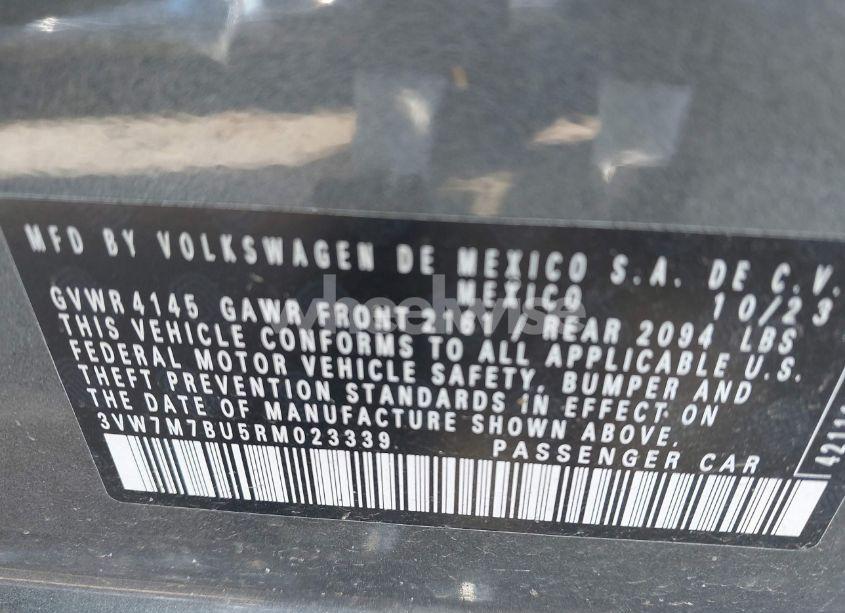 MFD BY VOLKSWAGEN DE MEXICO S.A. DE C.V.
MEXICO 10/23
GVWR 4145 GAWR FRONT 2161 / REAR 2094 LBS
THIS VEHICLE CONFORMS TO ALL APPLICABLE U.S.
FEDERAL MOTOR VEHICLE SAFETY, BUMPER AND
THEFT PREVENTION STANDARDS IN EFFECT ON
THE DATE OF MANUFACTURE SHOWN ABOVE.
3VW7M7BU5RM023339 PASSENGER CAR
wheelwise